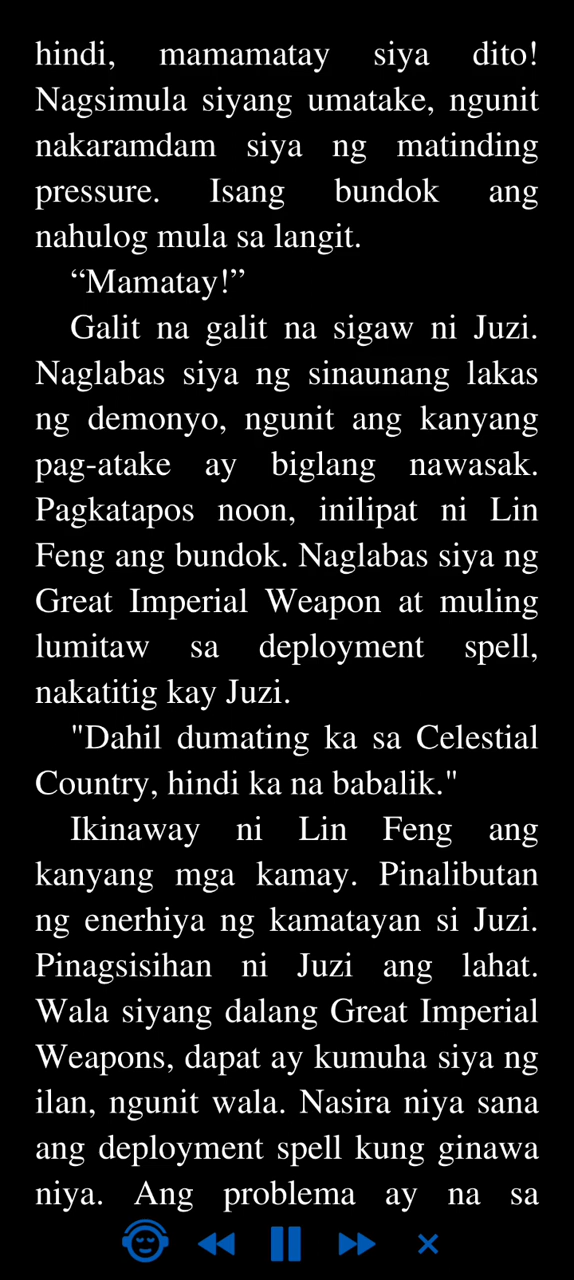 hindi, mamamatay siya dito!
Nagsimula siyang umatake, ngunit
nakaramdam siya ng matinding
pressure. Isang bundok ang
nahulog mula sa langit.
“Mamatay!”
Galit na galit na sigaw ni Juzi.
Naglabas siya ng sinaunang lakas
ng demonyo, ngunit ang kanyang
pag-atake ay biglang nawasak.
Pagkatapos noon, inilipat ni Lin
Feng ang bundok. Naglabas siya ng
Great Imperial Weapon at muling
lumitaw sa deployment spell,
nakatitig kay Juzi.
"Dahil dumating ka sa Celestial
Country, hindi ka na babalik."
Ikinaway ni Lin Feng ang
kanyang mga kamay. Pinalibutan
ng enerhiya ng kamatayan si Juzi.
Pinagsisihan ni Juzi ang lahat.
Wala siyang dalang Great Imperial
Weapons, dapat ay kumuha siya ng
ilan, ngunit wala. Nasira niya sana
ang deployment spell kung ginawa
niya. Ang problema ay na sa